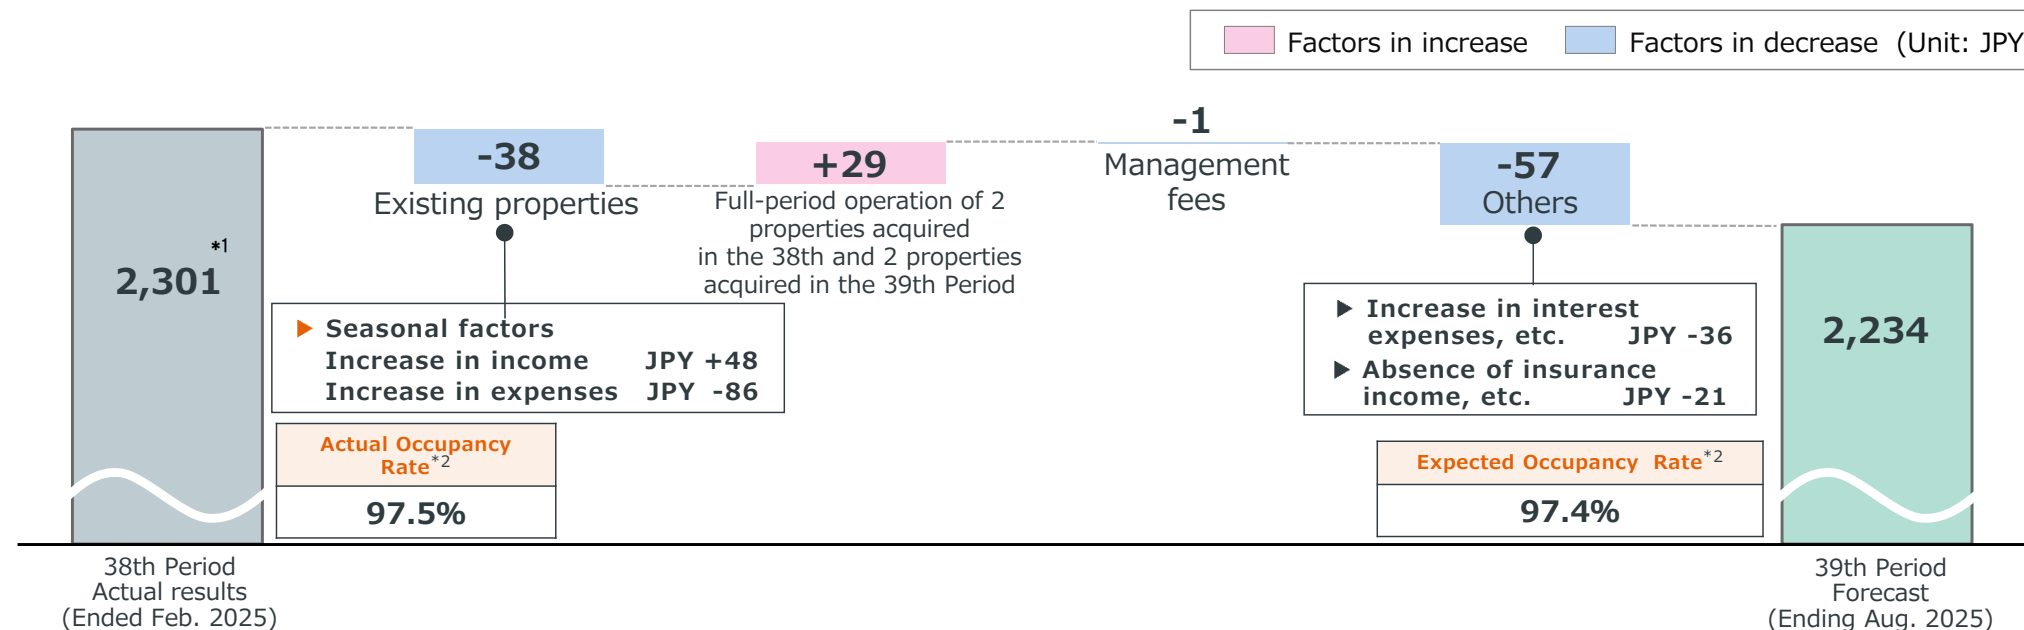 Factors in increase
Factors in decrease (Unit: JPY
2,301*1
-38
Existing properties
▶ Seasonal factors
Increase in income JPY +48
Increase in expenses JPY -86
Actual Occupancy
Rate*2
97.5%
+29
Full-period operation of 2
properties acquired
in the 38th and 2 properties
acquired in the 39th Period
-1
Management
fees
-57
Others
▶ Increase in interest
expenses, etc. JPY -36
▶ Absence of insurance
income, etc. JPY -21
Expected Occupancy Rate*2
97.4%
2,234
38th Period
Actual results
(Ended Feb. 2025)
39th Period
Forecast
(Ending Aug. 2025)